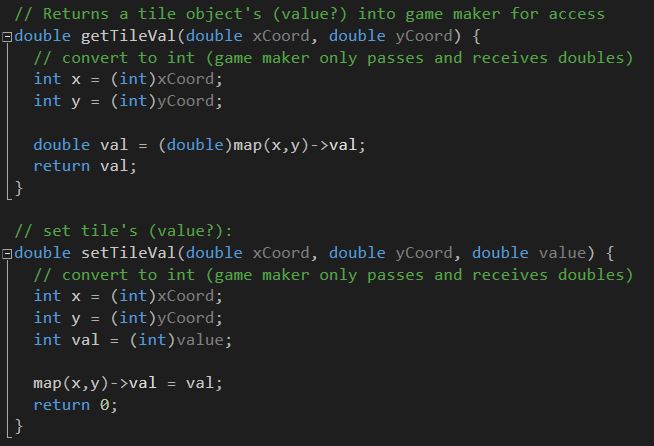 // Returns a tile object's (value?) into game maker for access
double getTileVal(double xCoord, double yCoord) {
// convert to int (game maker only passes and receives doubles)
int x = (int)xCoord;
int y = (int)yCoord;
double val = (double)map(x,y)->val;
return val;
}
// set tile's (value?):
double setTileVal(double xCoord, double yCoord, double value) {
// convert to int (game maker only passes and receives doubles)
int x = (int)xCoord;
int y = (int)yCoord;
int val = (int)value;
map(x,y)->val = val;
return 0;
}